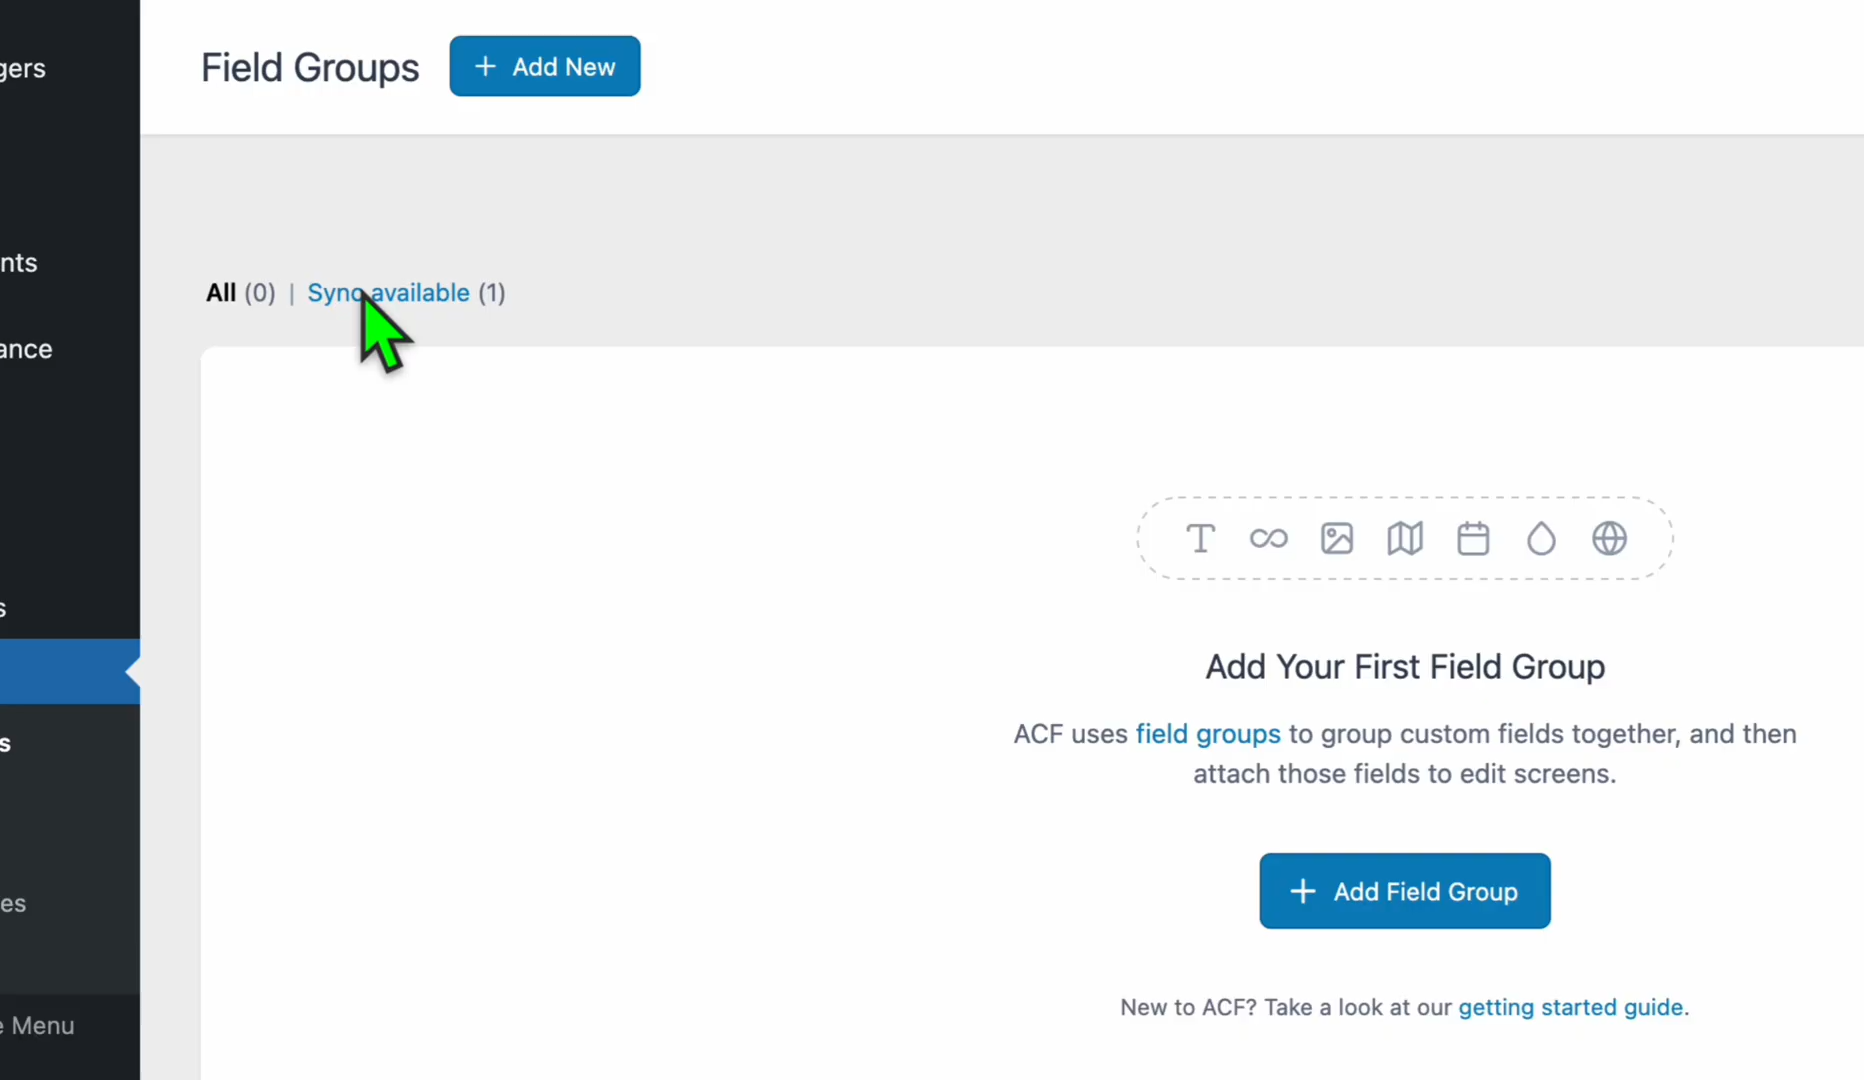 Field Groups
+ Add New
gers
nts
All (0) | Sync available (1)
ance
s
Add Your First Field Group
ACF uses field groups to group custom fields together, and then
attach those fields to edit screens.
s
+ Add Field Group
es
New to ACF? Take a look at our getting started guide.
e Menu